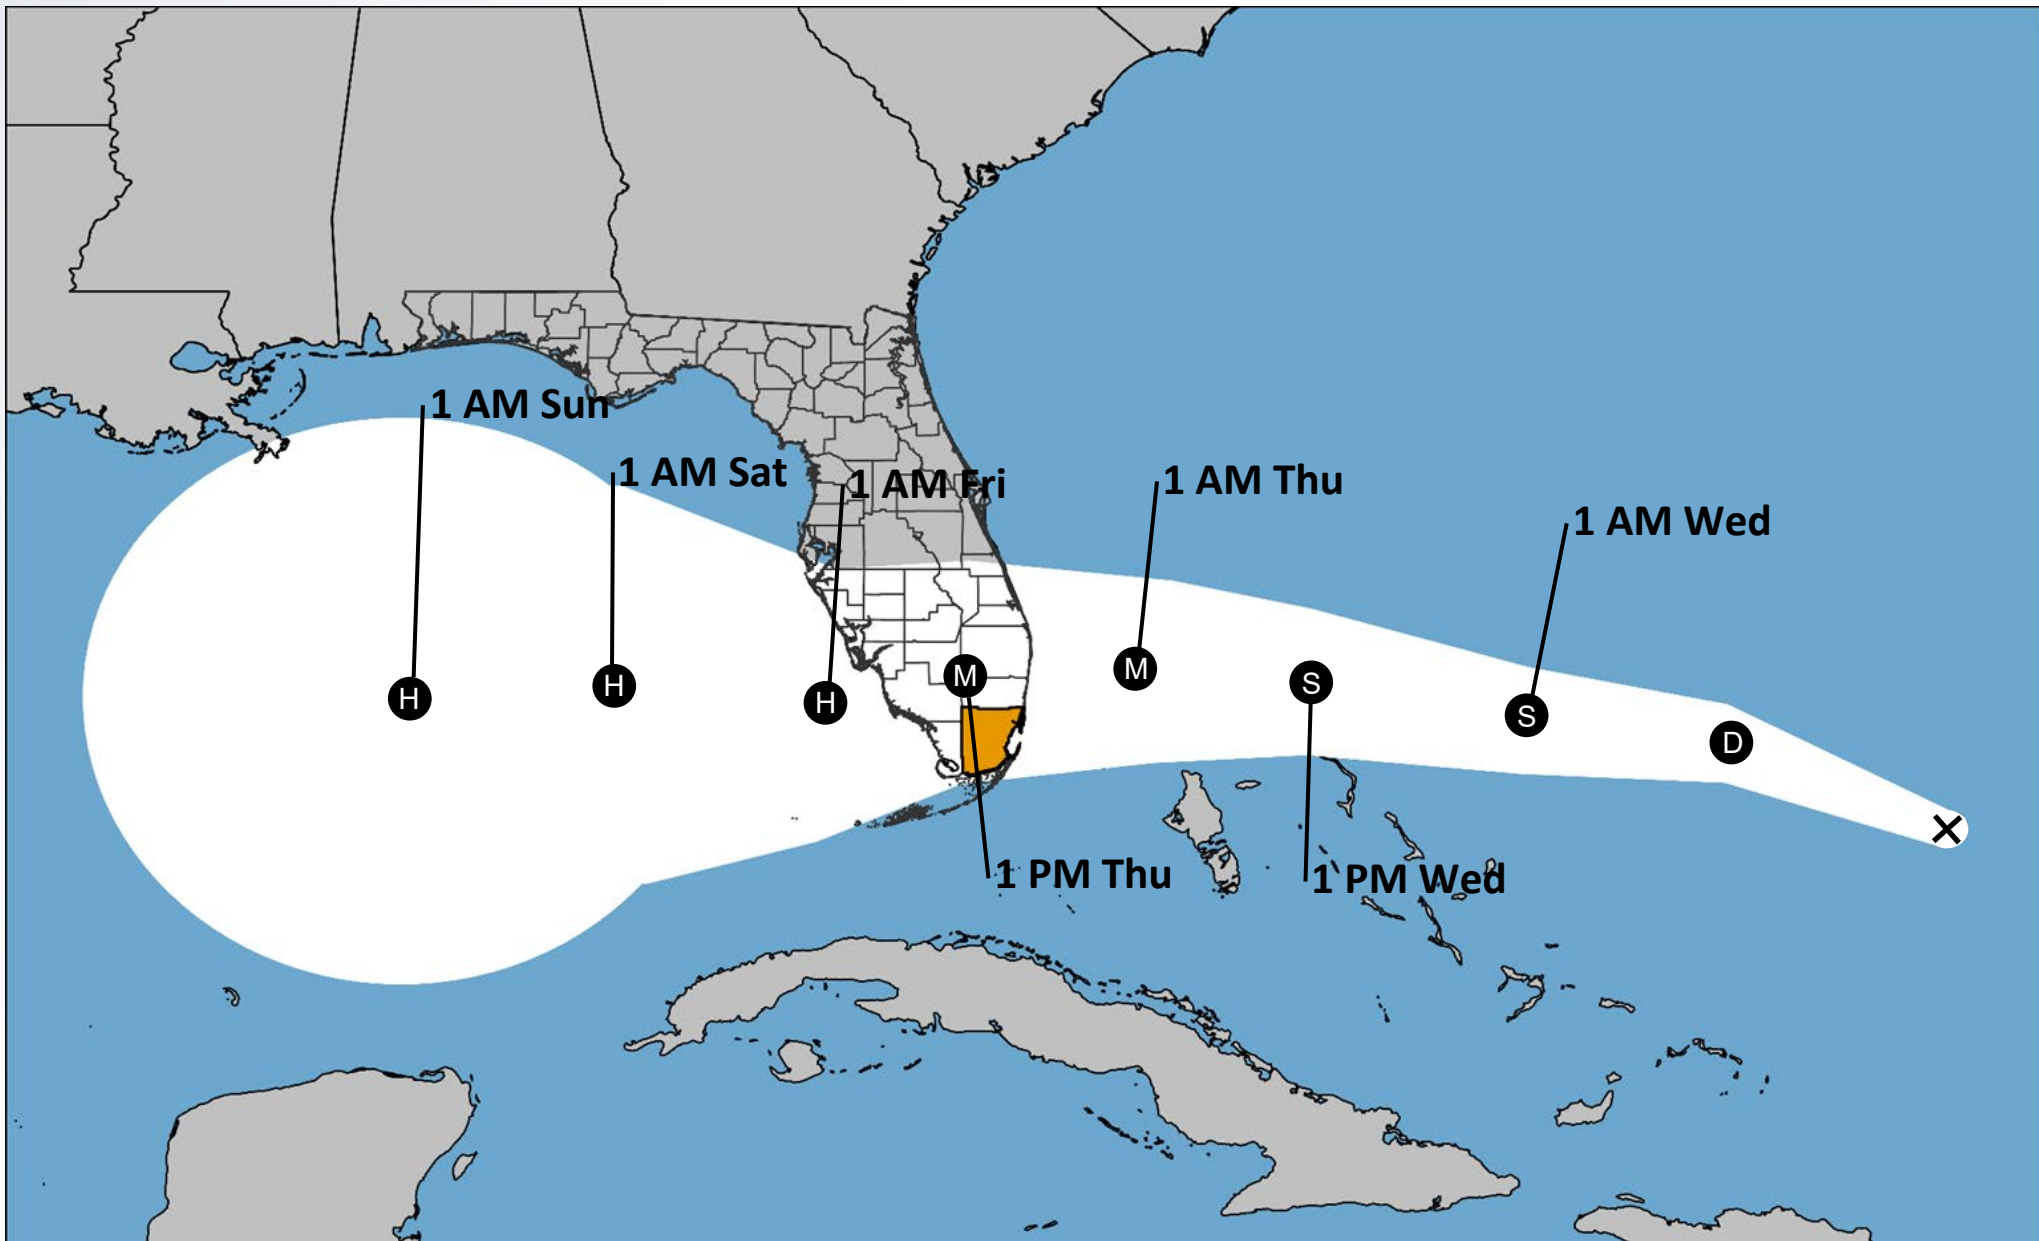 1 AM Sun
1 AM Sat
1 AM Fri
1 AM Thu
1 AM Wed
H
H
H
M
M
S
S
D
1 PM Thu
1 PM Wed